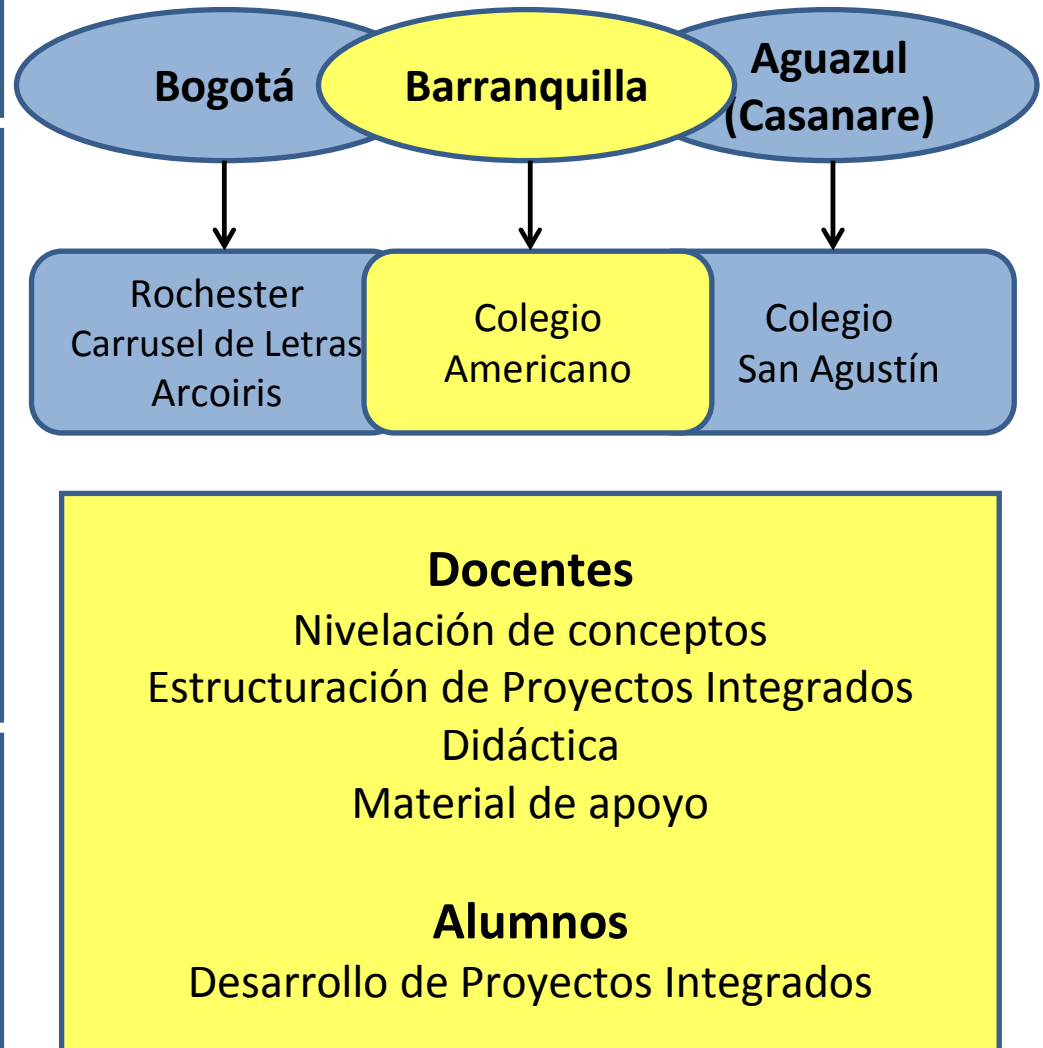 Bogotá
Barranquilla
Aguazul
(Casanare)
Rochester
Carrusel de Letras
Arcoiris
Colegio
Americano
Colegio
San Agustín
Docentes
Nivelación de conceptos
Estructuración de Proyectos Integrados
Didáctica
Material de apoyo
Alumnos
Desarrollo de Proyectos Integrados